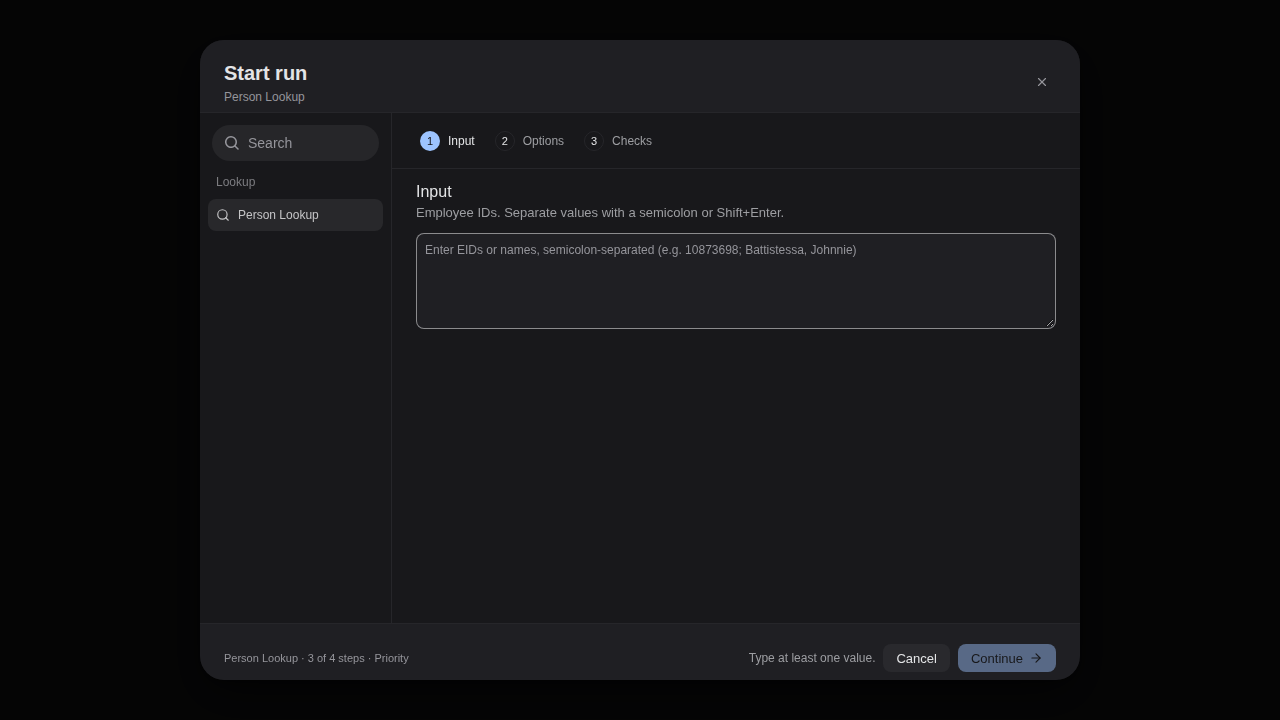 Start run
Person Lookup
Search
Lookup
Person Lookup
1 Input 2 Options 3 Checks
Input
Employee IDs. Separate values with a semicolon or Shift+Enter.
Enter EIDs or names, semicolon-separated (e.g. 10873698; Battistessa, Johnnie)
Person Lookup · 3 of 4 steps · Priority
Type at least one value. Cancel Continue